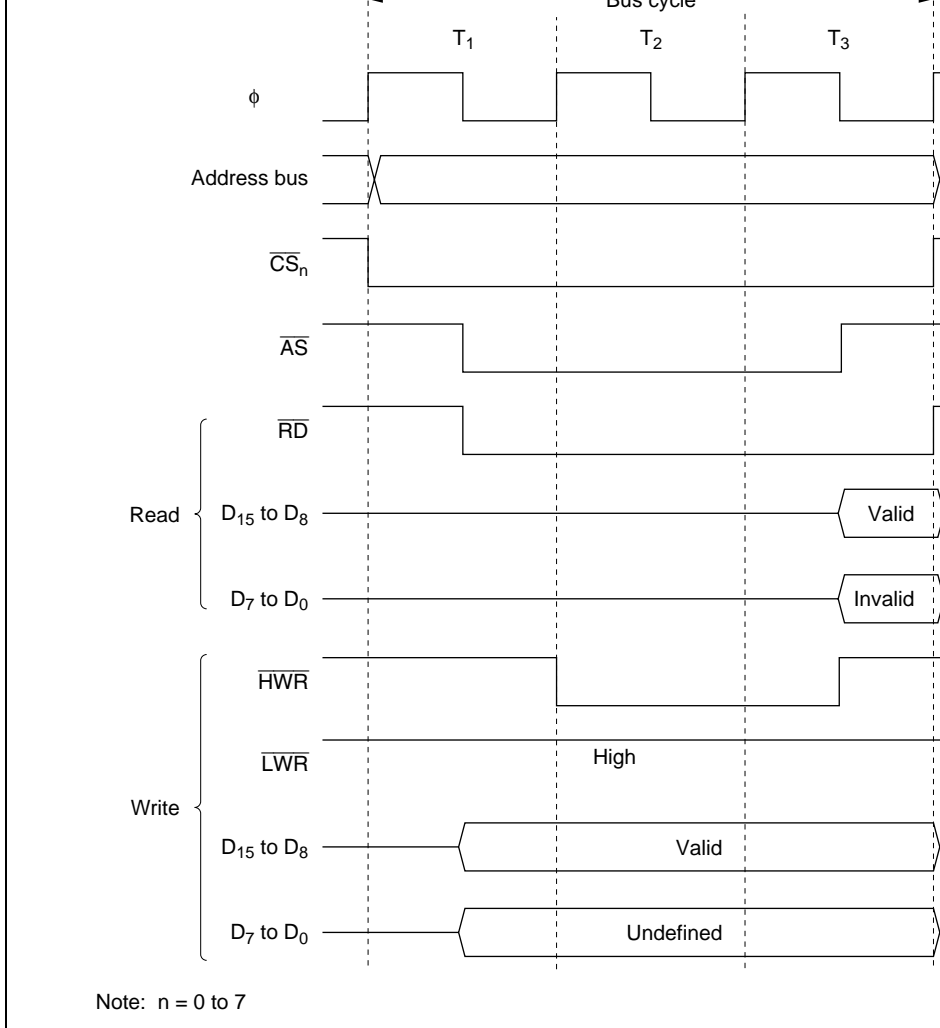 Bus cycle
T1 T2 T3
ϕ
Address bus
CSn
AS
RD
Read
D15 to D8 Valid
D7 to D0 Invalid
HWR
LWR High
Write
D15 to D8 Valid
D7 to D0 Undefined
Note: n = 0 to 7